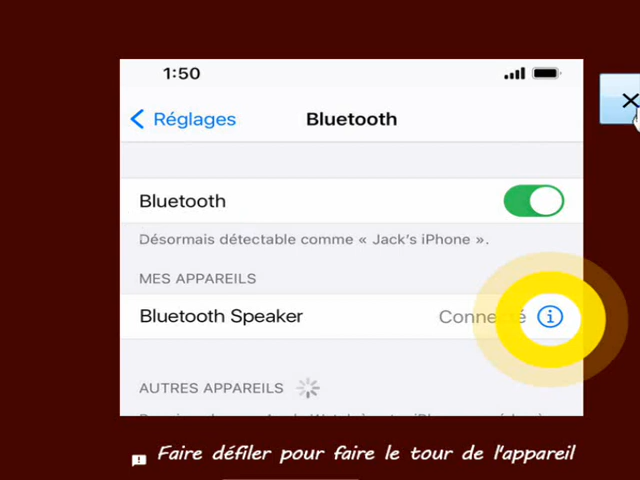 1:50
Réglages Bluetooth
Bluetooth
Désormais détectable comme « Jack's iPhone ».
MES APPAREILS
Bluetooth Speaker Connecté
AUTRES APPAREILS
Faire défiler pour faire le tour de l'appareil